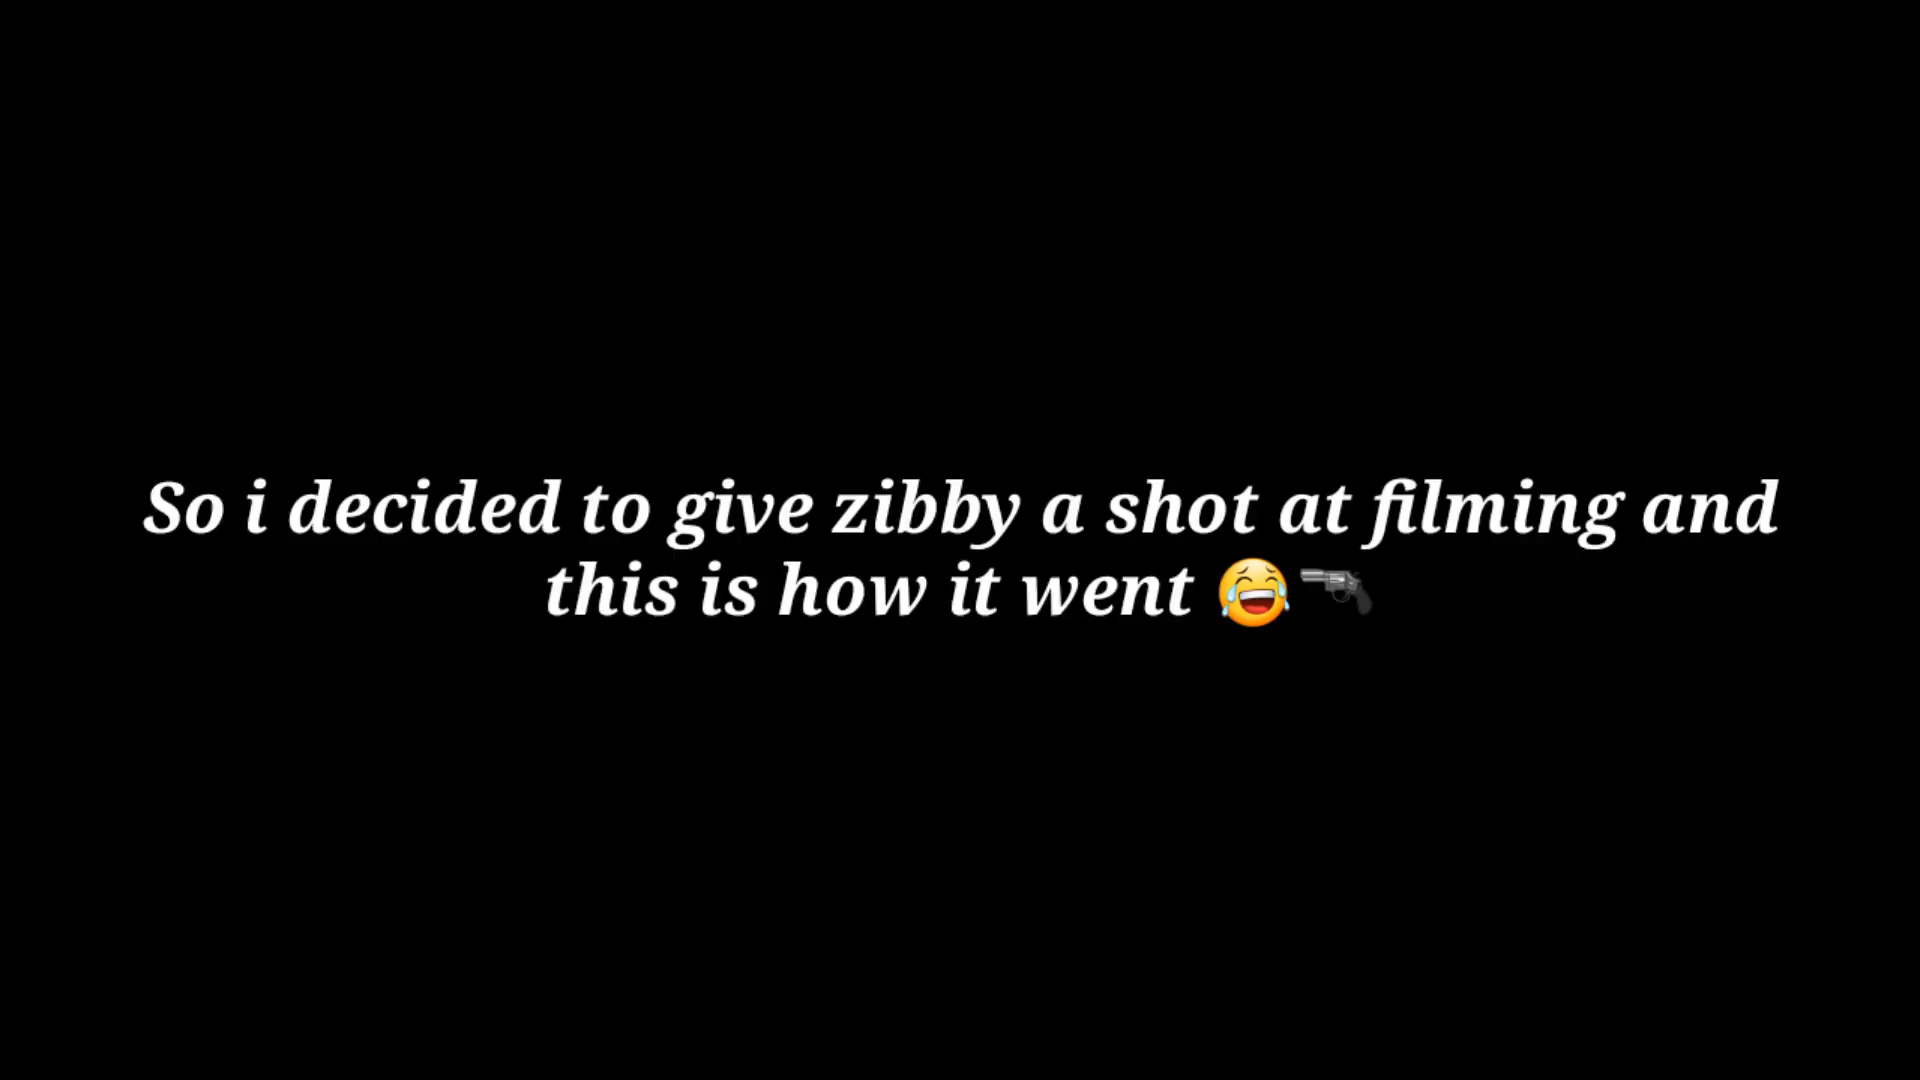 So i decided to give zibby a shot at filming and
this is how it went 😂🔫